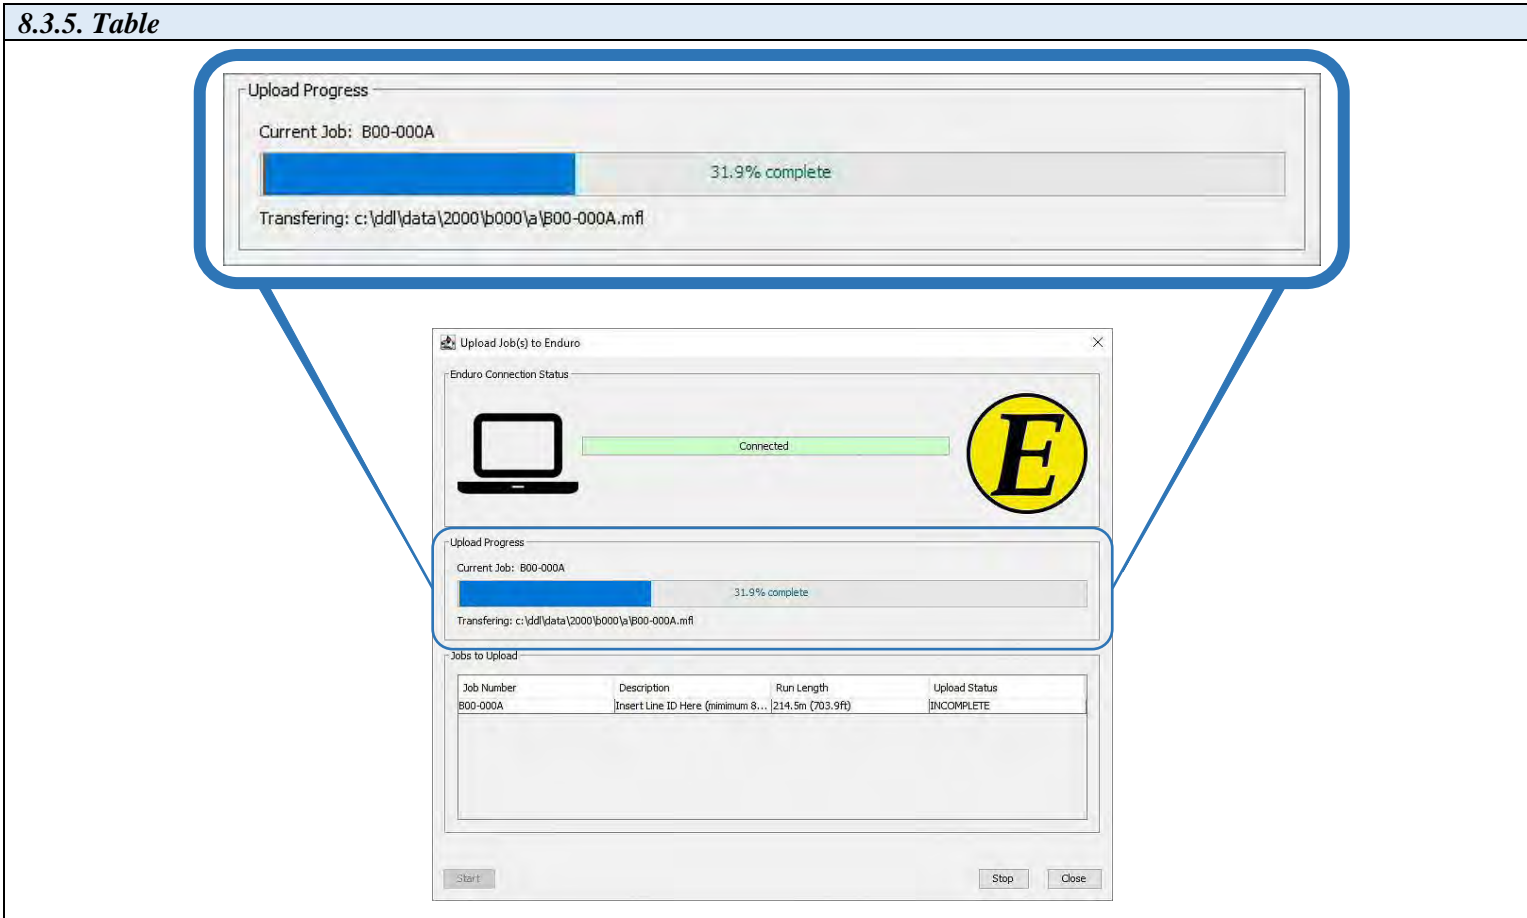 8.3.5. Table
Upload Progress
Current Job: B00-000A
31.9% complete
Transfering: c:\ddl\data\2000\b000\a\B00-000A.mfl
Upload Job(s) to Enduro
Enduro Connection Status
Connected
E
Upload Progress
Current Job: B00-000A
31.9% complete
Transfering: c:\ddl\data\2000\b000\a\B00-000A.mfl
Jobs to Upload
Job Number Description Run Length Upload Status
B00-000A Insert Line ID Here (mimimum 8... 214.5m (703.9ft) INCOMPLETE
Start Stop Close